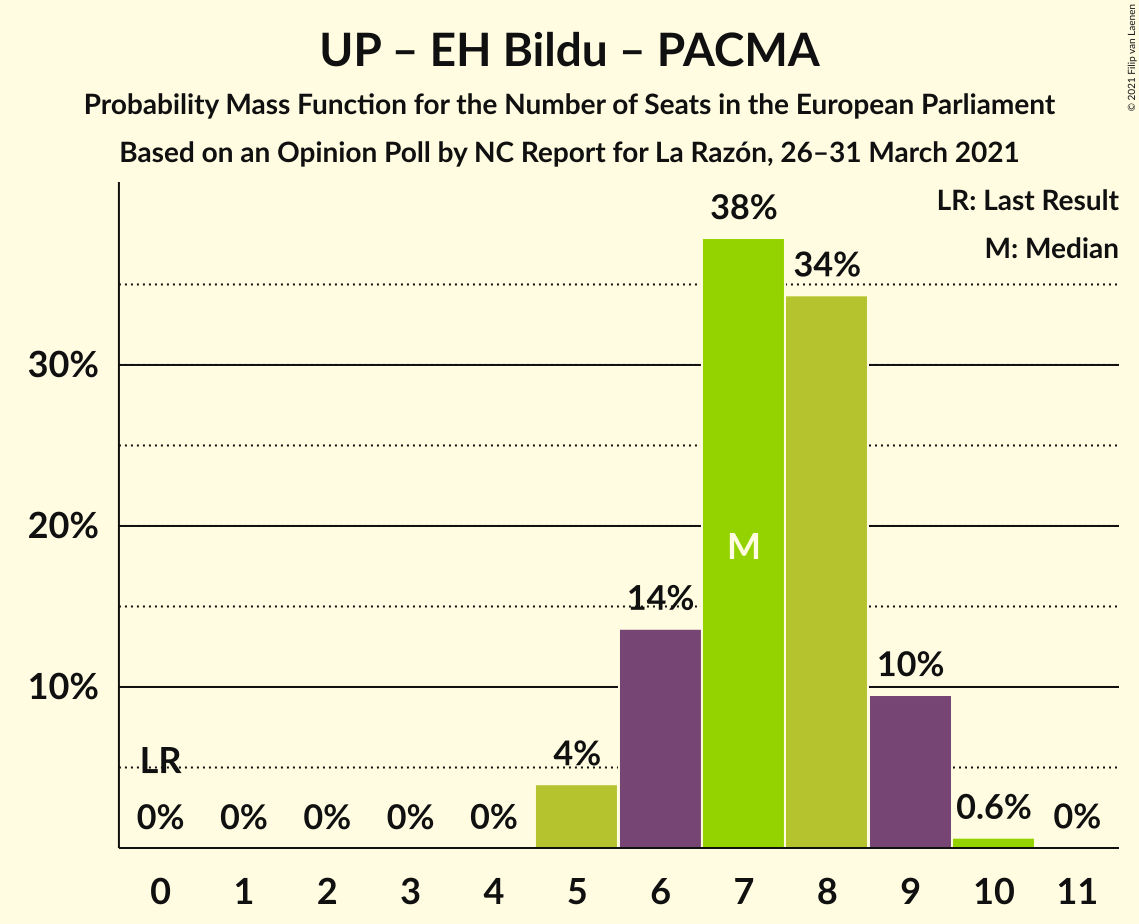 UP – EH Bildu – PACMA
Probability Mass Function for the Number of Seats in the European Parliament
Based on an Opinion Poll by NC Report for La Razón, 26–31 March 2021
© 2021 Filip van Laenen
LR: Last Result
M: Median
38%
34%
30%
20%
M
14%
10%
10%
LR
4%
0%
0%
0%
0%
0%
0.6%
0%
0 1 2 3 4 5 6 7 8 9 10 11